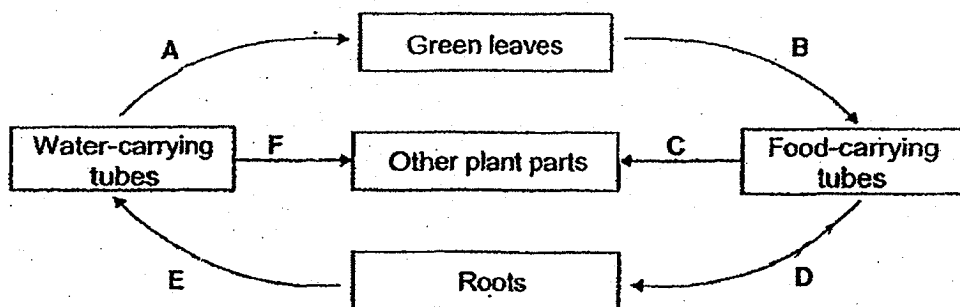 A
Green leaves
B
Water-carrying
tubes
F
Other plant parts
C
Food-carrying
tubes
E
Roots
D